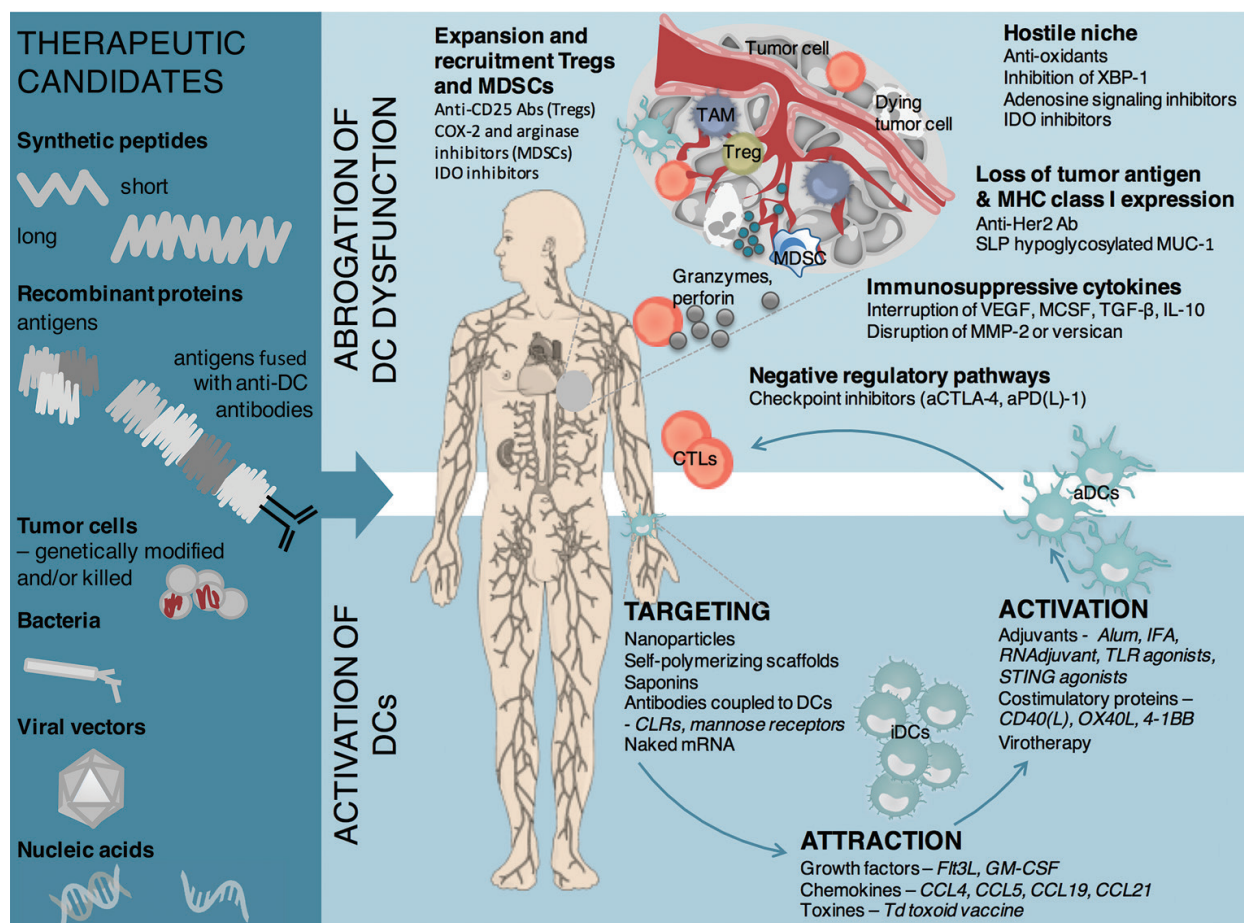 THERAPEUTIC
CANDIDATES
Synthetic peptides
short
long
Recombinant proteins
antigens
antigens fused
with anti-DC
antibodies
Tumor cells
– genetically modified
and/or killed
Bacteria
Viral vectors
Nucleic acids
ABROGATION OF
DC DYSFUNCTION
Expansion and
recruitment Tregs
and MDSCs
Anti-CD25 Abs (Tregs)
COX-2 and arginase
inhibitors (MDSCs)
IDO inhibitors
Tumor cell
Dying
tumor cell
TAM
Treg
MDSC
Granzymes,
perforin
Hostile niche
Anti-oxidants
Inhibition of XBP-1
Adenosine signaling inhibitors
IDO inhibitors
Loss of tumor antigen
& MHC class I expression
Anti-Her2 Ab
SLP hypoglycosylated MUC-1
Immunosuppressive cytokines
Interruption of VEGF, MCSF, TGF-β, IL-10
Disruption of MMP-2 or versican
Negative regulatory pathways
Checkpoint inhibitors (aCTLA-4, aPD(L)-1)
CTLs
aDCs
ACTIVATION OF
DCs
TARGETING
Nanoparticles
Self-polymerizing scaffolds
Saponins
Antibodies coupled to DCs
- CLRs, mannose receptors
Naked mRNA
iDCs
ATTRACTION
Growth factors – Flt3L, GM-CSF
Chemokines – CCL4, CCL5, CCL19, CCL21
Toxines – Td toxoid vaccine
ACTIVATION
Adjuvants - Alum, IFA,
RNAdjuvant, TLR agonists,
STING agonists
Costimulatory proteins –
CD40(L), OX40L, 4-1BB
Virotherapy